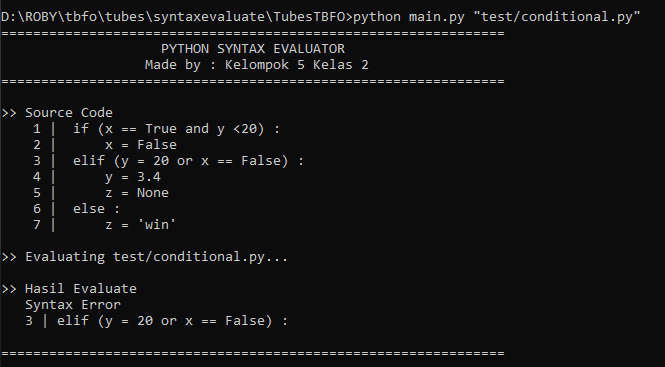 D:\ROBY\tbfo\tubes\syntaxevaluate\TubesTBFO>python main.py "test/conditional.py"
===============================================================
PYTHON SYNTAX EVALUATOR
Made by : Kelompok 5 Kelas 2
===============================================================
>> Source Code
1 | if (x == True and y <20) :
2 |     x = False
3 | elif (y = 20 or x == False) :
4 |     y = 3.4
5 |     z = None
6 | else :
7 |     z = 'win'
>> Evaluating test/conditional.py...
>> Hasil Evaluate
Syntax Error
3 | elif (y = 20 or x == False) :
===============================================================